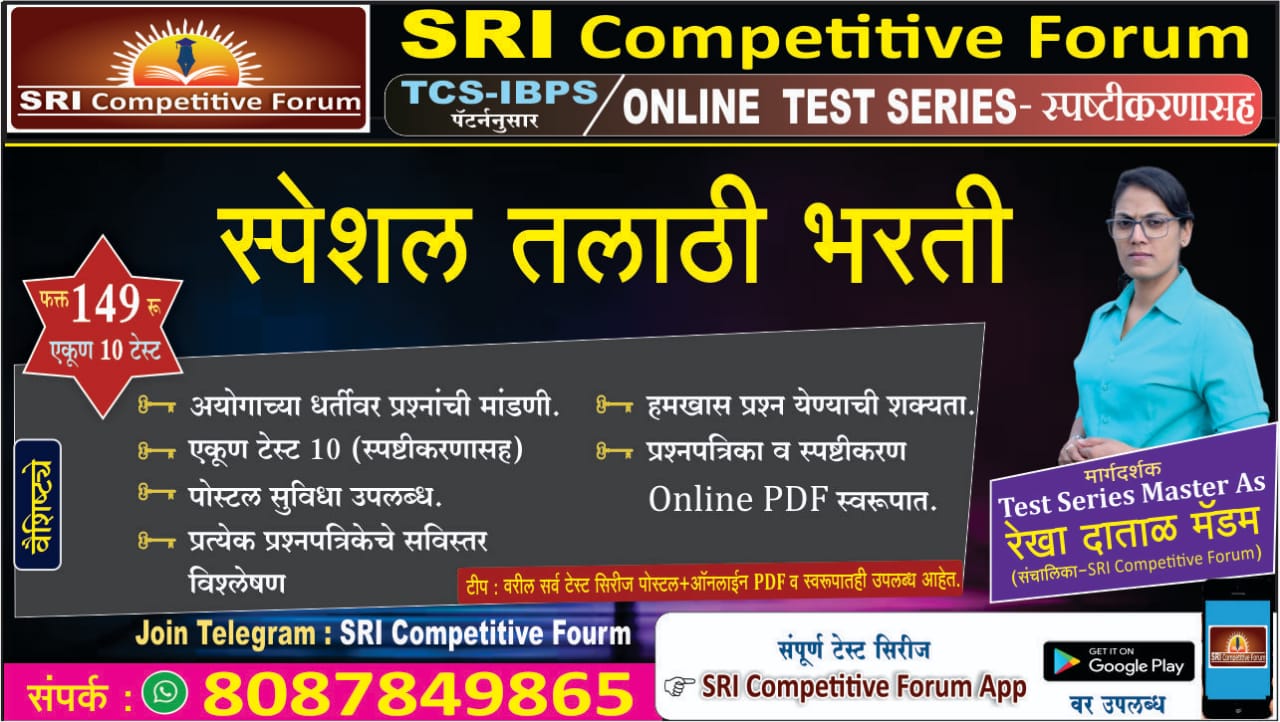 SRI Competitive Forum
SRI Competitive Forum
TCS-IBPS
पॅटर्ननुसार
ONLINE TEST SERIES- स्पष्टीकरणासह
स्पेशल तलाठी भरती
फक्त 149 रू
एकूण 10 टेस्ट
वैशिष्ट्ये
अयोगाच्या धर्तीवर प्रश्नांची मांडणी.
एकूण टेस्ट 10 (स्पष्टीकरणासह)
पोस्टल सुविधा उपलब्ध.
प्रत्येक प्रश्नपत्रिकेचे सविस्तर
विश्लेषण
हमखास प्रश्न येण्याची शक्यता.
प्रश्नपत्रिका व स्पष्टीकरण
Online PDF स्वरूपात.
टीप : वरील सर्व टेस्ट सिरीज पोस्टल+ऑनलाईन PDF व स्वरूपातही उपलब्ध आहेत.
मार्गदर्शक
Test Series Master As
रेखा दाताळ मॅडम
(संचालिका-SRI Competitive Forum)
Join Telegram : SRI Competitive Fourm
संपर्क : 8087849865
संपूर्ण टेस्ट सिरीज
SRI Competitive Forum App
GET IT ON
Google Play
वर उपलब्ध
SRI Competitive Forum